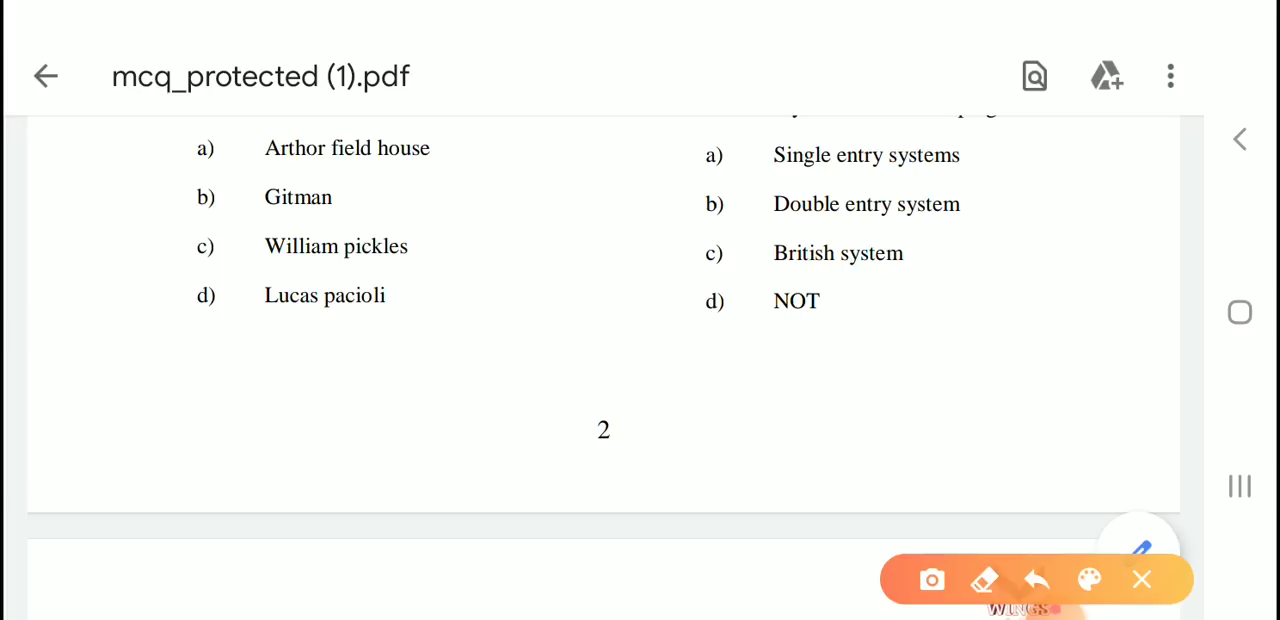 mcq_protected (1).pdf
a) Arthor field house
b) Gitman
c) William pickles
d) Lucas pacioli
a) Single entry systems
b) Double entry system
c) British system
d) NOT
2
WINGS